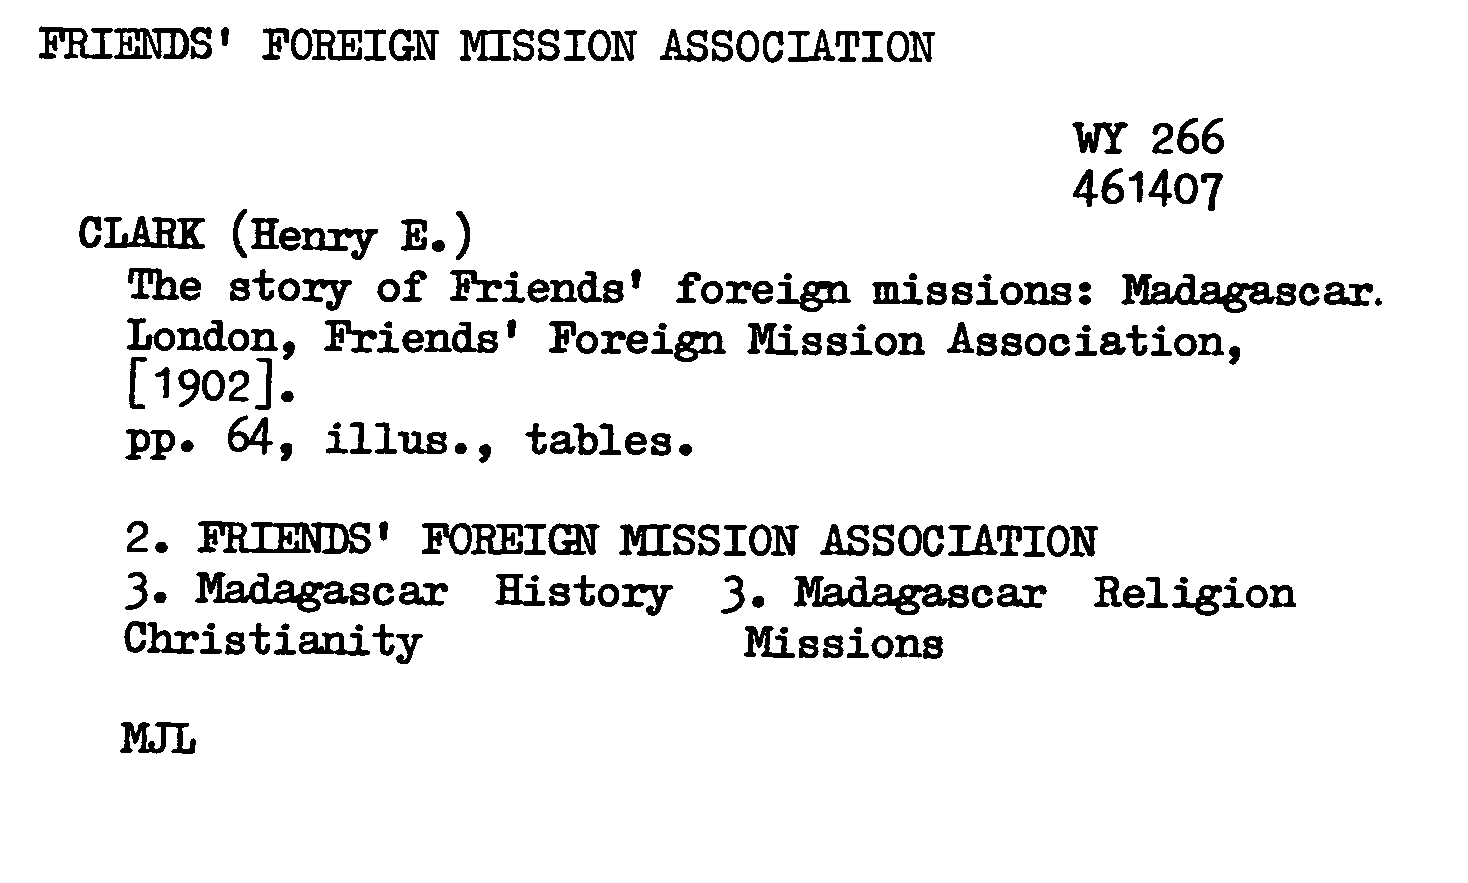 FRIENDS' FOREIGN MISSION ASSOCIATION
WY 266
461407
CLARK (Henry E.)
The story of Friends' foreign missions: Madagascar.
London, Friends' Foreign Mission Association,
[1902].
pp. 64, illus., tables.
2. FRIENDS' FOREIGN MISSION ASSOCIATION
3. Madagascar History 3. Madagascar Religion
Christianity Missions
MJL